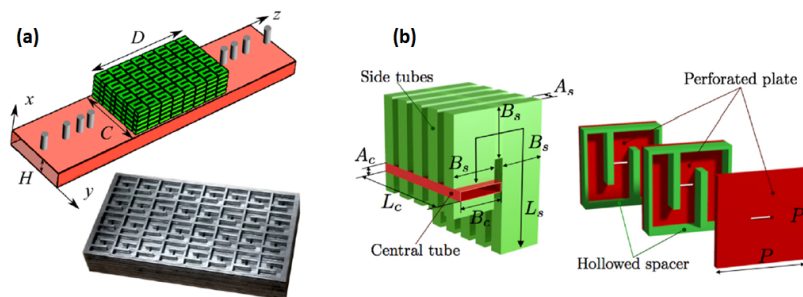 (a)
D
z
x
C
H
y
(b)
Side tubes
A_s
B_s
B_s
B_s
A_c
L_c
B_c
L_s
Central tube
Perforated plate
P
P
Hollowed spacer